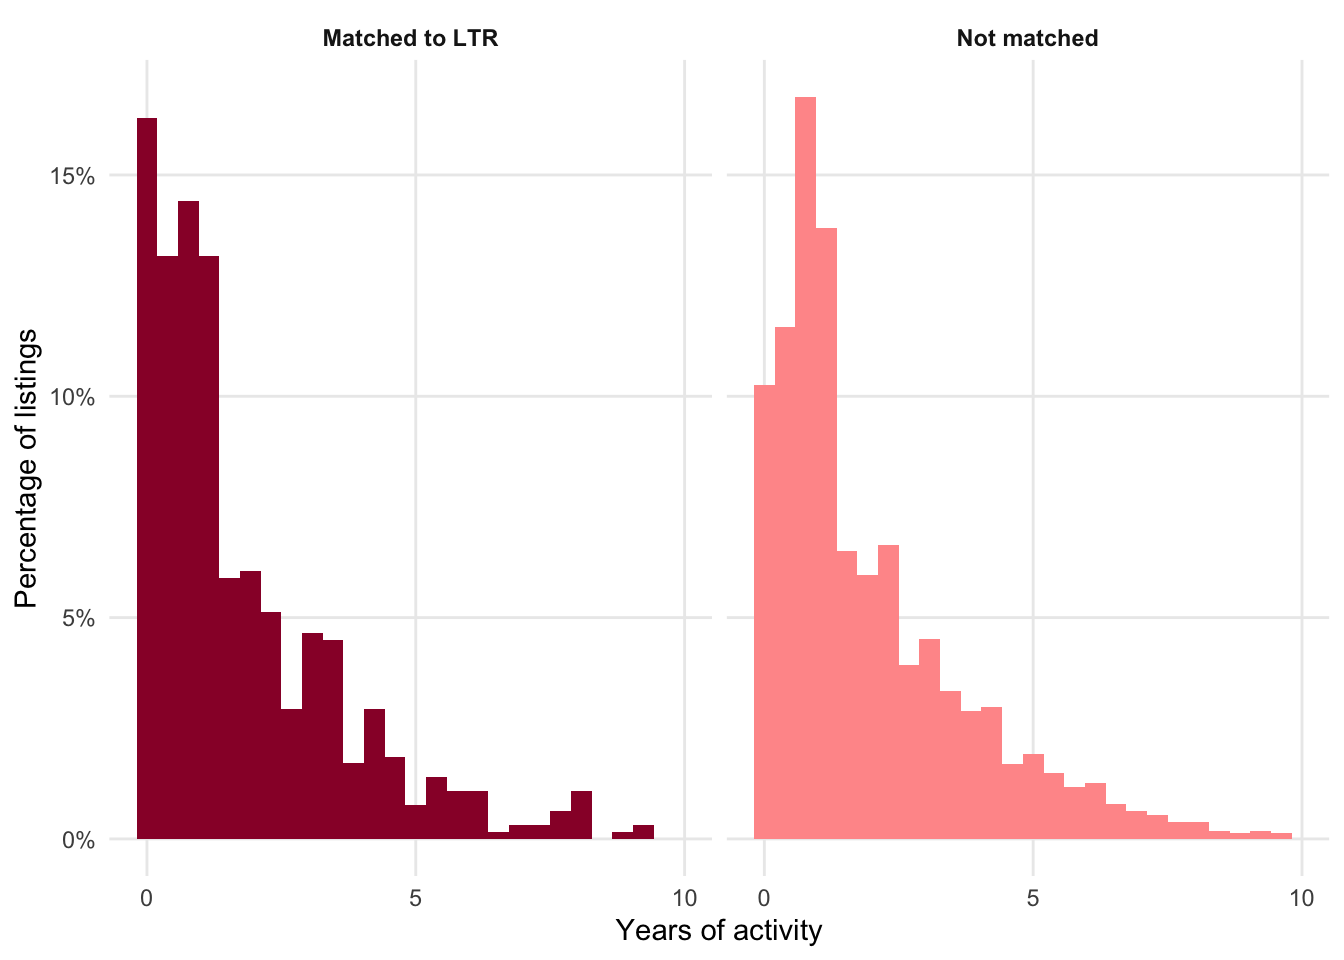 Matched to LTR
Not matched
Percentage of listings
15%
10%
5%
0%
0
5
10
0
5
10
Years of activity